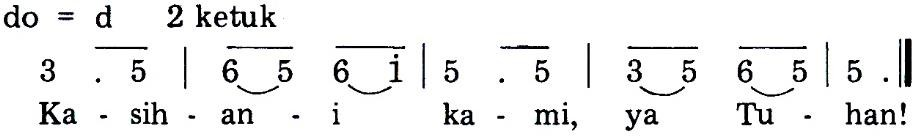 do = d 2 ketuk
3 . 5 | 6 5 6 i | 5 . 5 | 3 5 6 5 | 5 . ||
Ka - sih - an - i ka - mi, ya Tu - han!